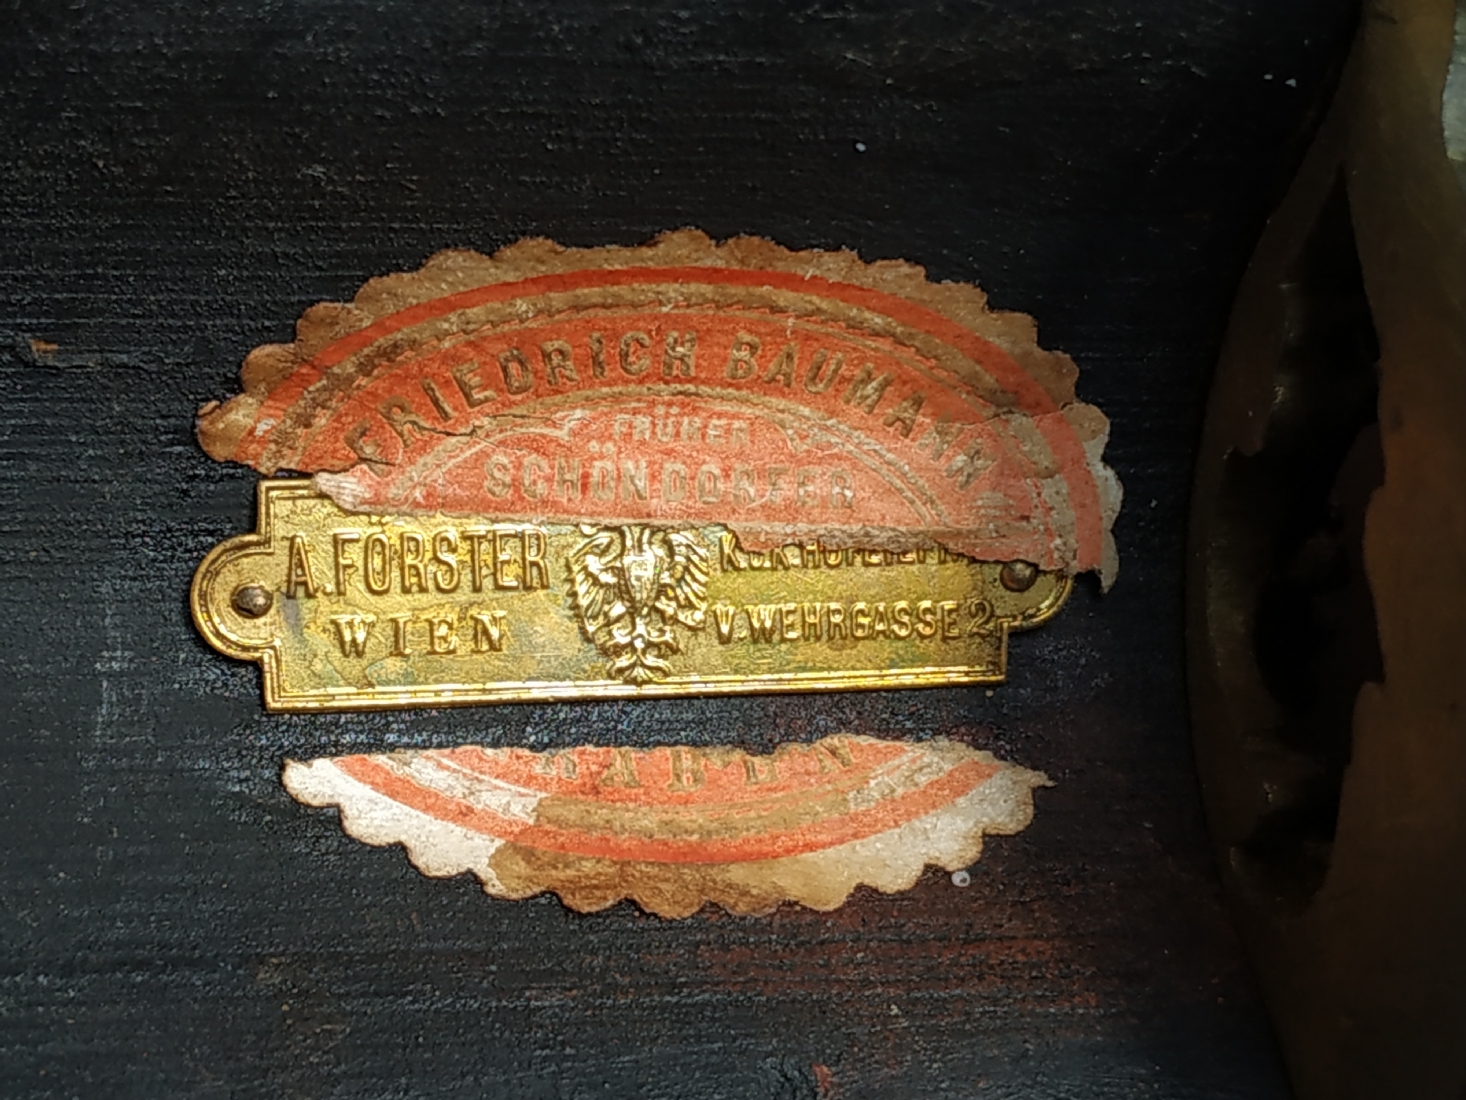 FRIEDRICH BAUMANN
FRÜHER
SCHÖNDORFER
A. FÖRSTER
WIEN
K.U.K.
V. WEHRGASSE 2